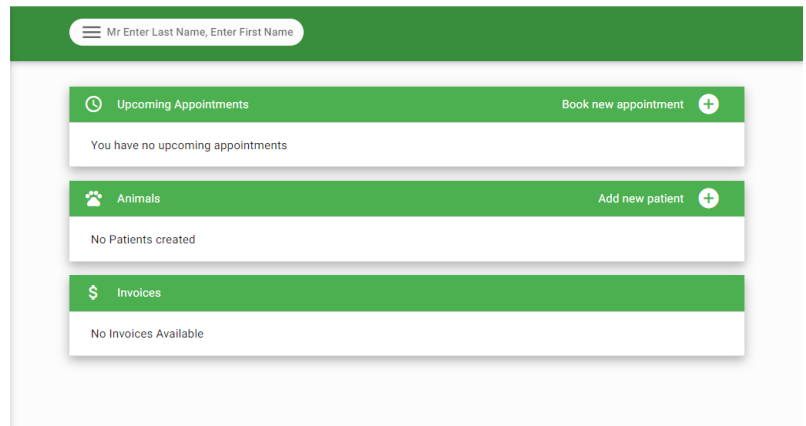 Mr Enter Last Name, Enter First Name
Upcoming Appointments Book new appointment
You have no upcoming appointments
Animals Add new patient
No Patients created
$ Invoices
No Invoices Available